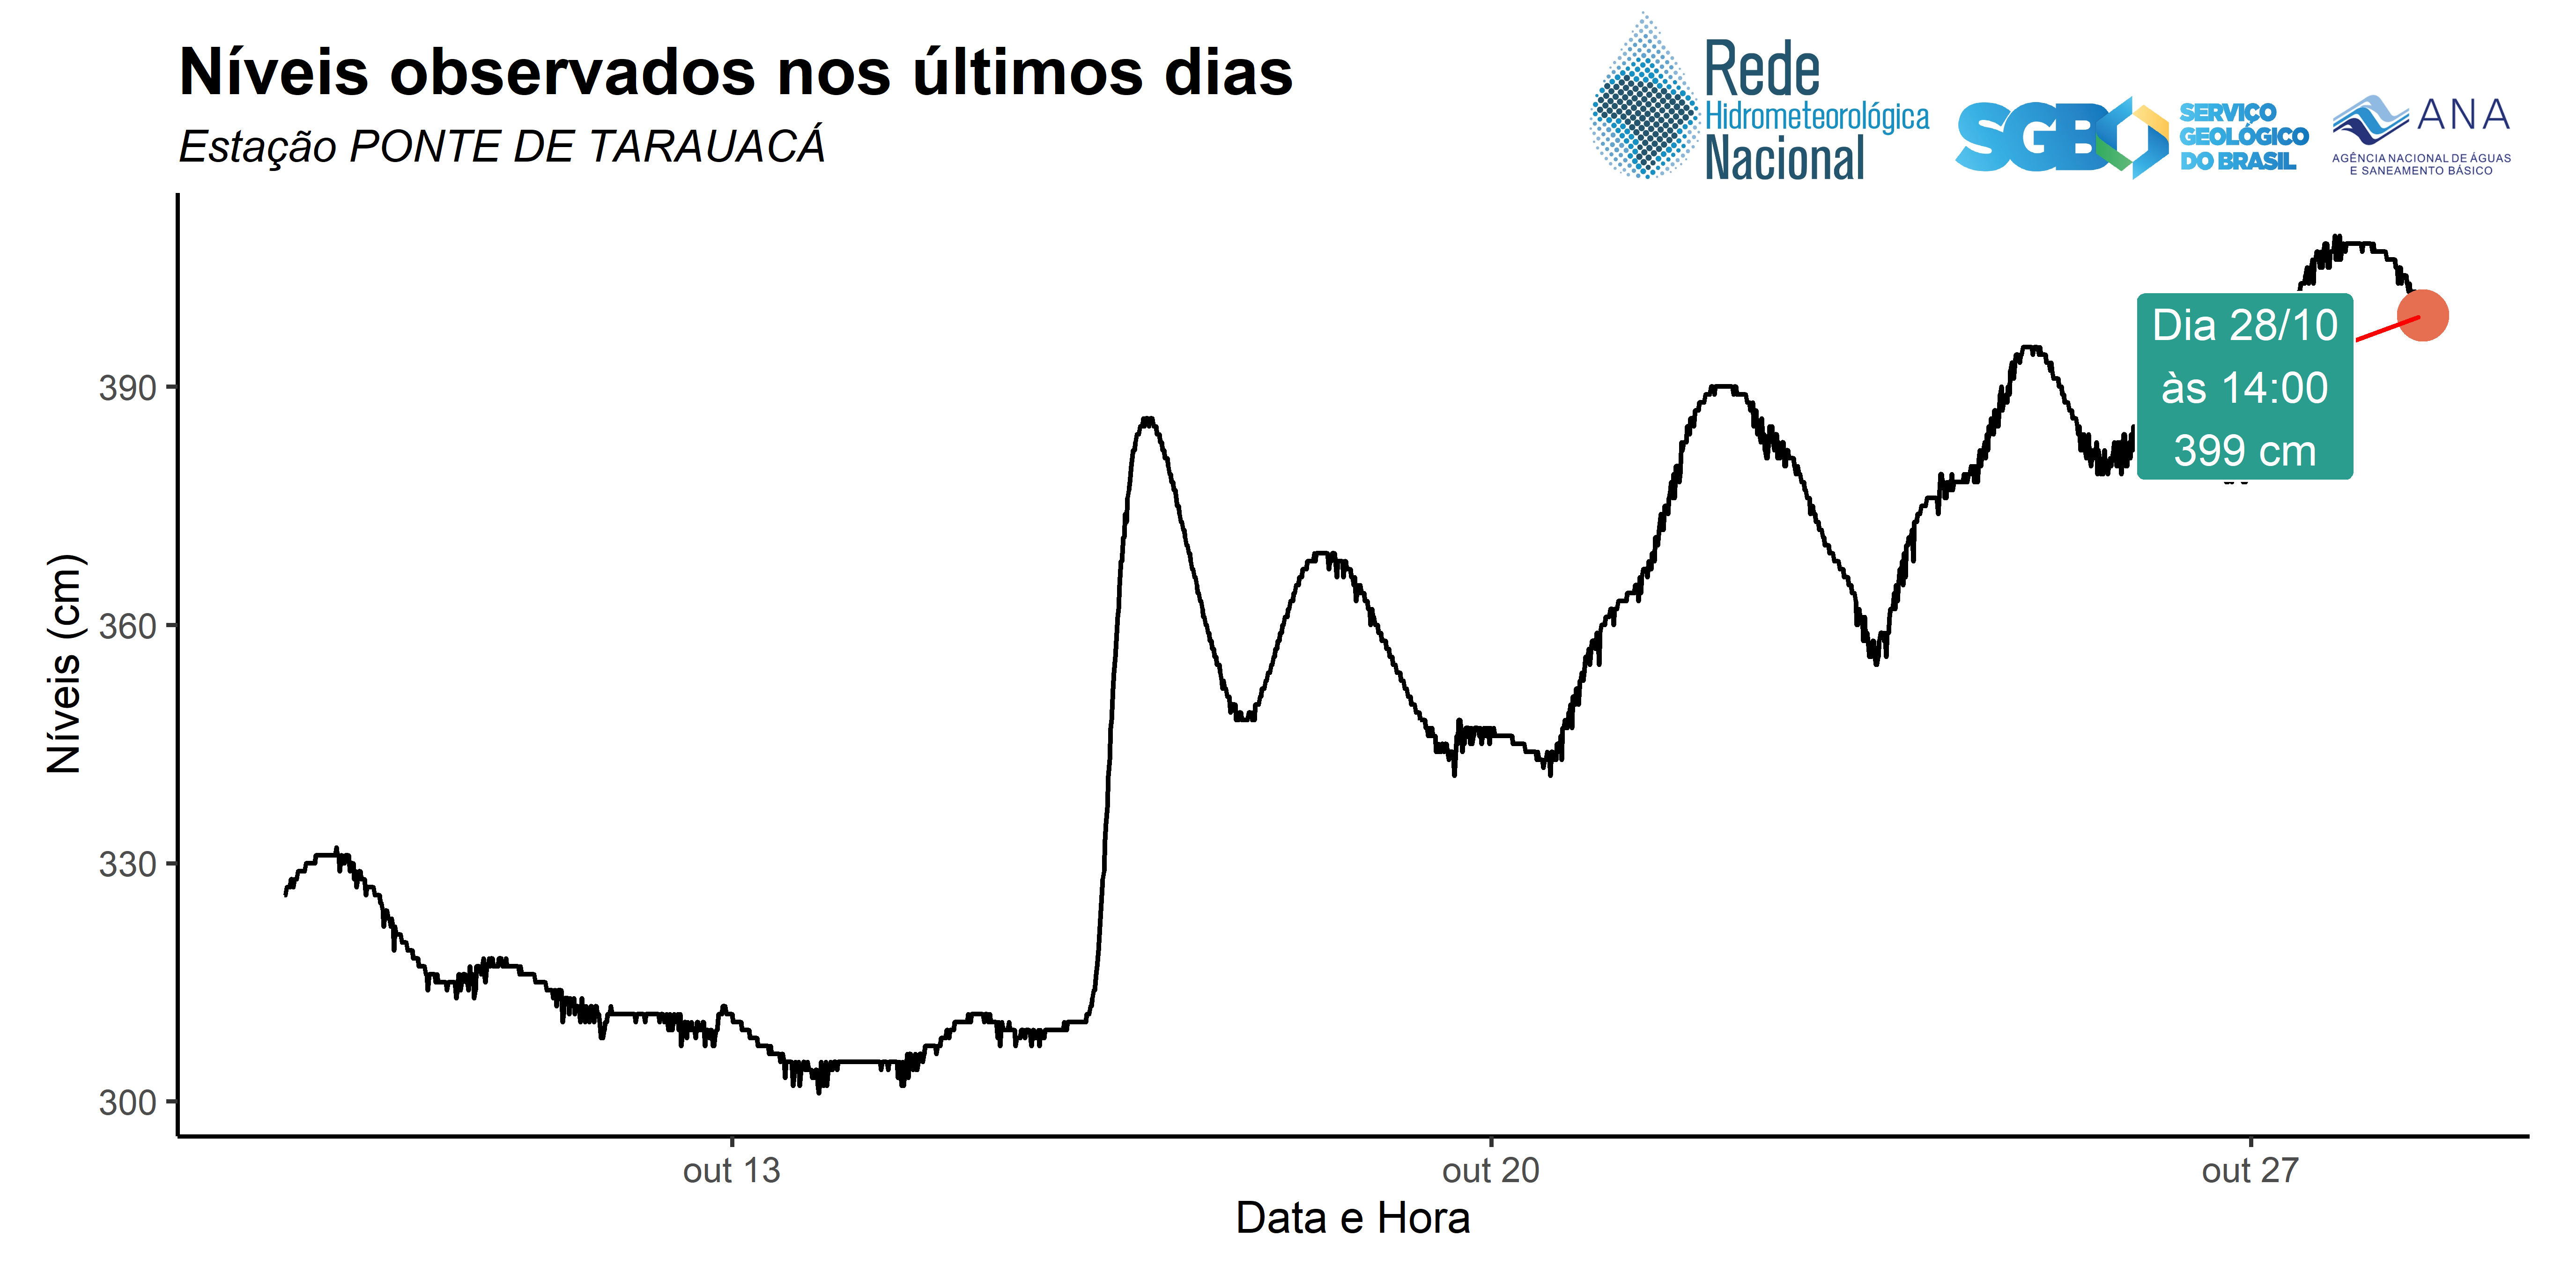 Níveis observados nos últimos dias
Estação PONTE DE TARAUACÁ
Rede
Hidrometeorológica
Nacional
SGB
SERVIÇO
GEOLÓGICO
DO BRASIL
ANA
AGÊNCIA NACIONAL DE ÁGUAS
E SANEAMENTO BÁSICO
Dia 28/10
às 14:00
399 cm
Níveis (cm)
390
360
330
300
out 13
out 20
out 27
Data e Hora